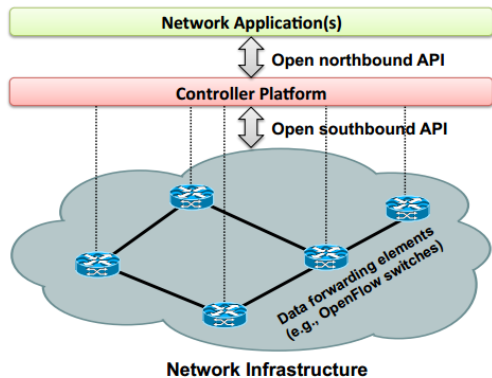 Network Application(s)
Open northbound API
Controller Platform
Open southbound API
Data forwarding elements
(e.g., OpenFlow switches)
Network Infrastructure